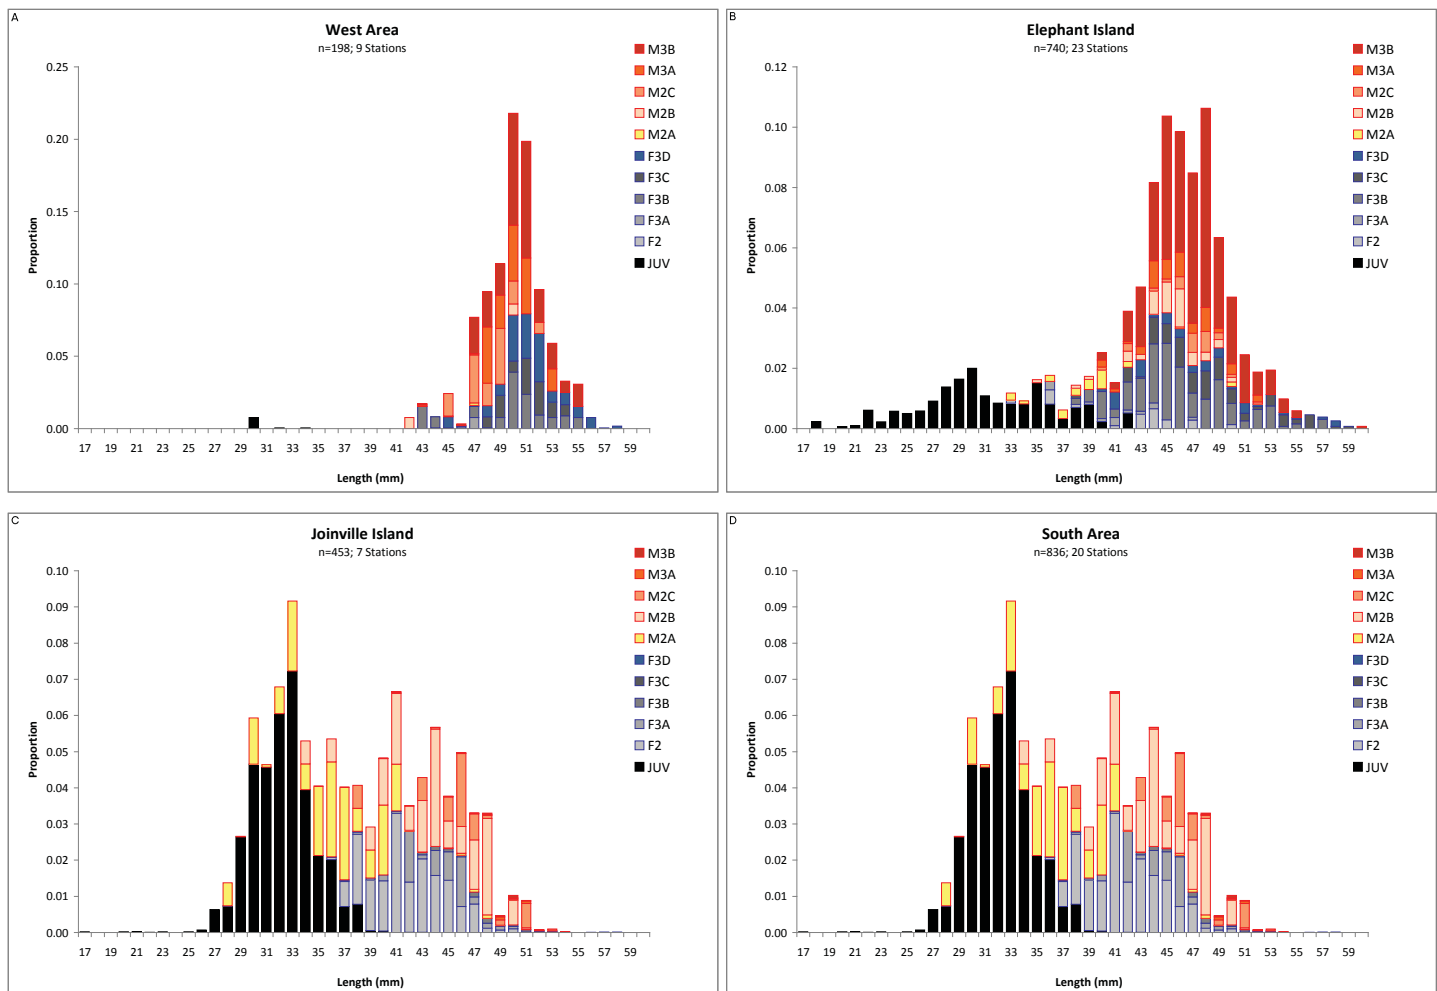 A
West Area
n=198; 9 Stations
0.25
0.20
0.15
0.10
0.05
0.00
Proportion
17 19 21 23 25 27 29 31 33 35 37 39 41 43 45 47 49 51 53 55 57 59
Length (mm)
M3B
M3A
M2C
M2B
M2A
F3D
F3C
F3B
F3A
F2
JUV
B
Elephant Island
n=740; 23 Stations
0.12
0.10
0.08
0.06
0.04
0.02
0.00
Proportion
17 19 21 23 25 27 29 31 33 35 37 39 41 43 45 47 49 51 53 55 57 59
Length (mm)
M3B
M3A
M2C
M2B
M2A
F3D
F3C
F3B
F3A
F2
JUV
C
Joinville Island
n=453; 7 Stations
0.10
0.09
0.08
0.07
0.06
0.05
0.04
0.03
0.02
0.01
0.00
Proportion
17 19 21 23 25 27 29 31 33 35 37 39 41 43 45 47 49 51 53 55 57 59
Length (mm)
M3B
M3A
M2C
M2B
M2A
F3D
F3C
F3B
F3A
F2
JUV
D
South Area
n=836; 20 Stations
0.10
0.09
0.08
0.07
0.06
0.05
0.04
0.03
0.02
0.01
0.00
Proportion
17 19 21 23 25 27 29 31 33 35 37 39 41 43 45 47 49 51 53 55 57 59
Length (mm)
M3B
M3A
M2C
M2B
M2A
F3D
F3C
F3B
F3A
F2
JUV